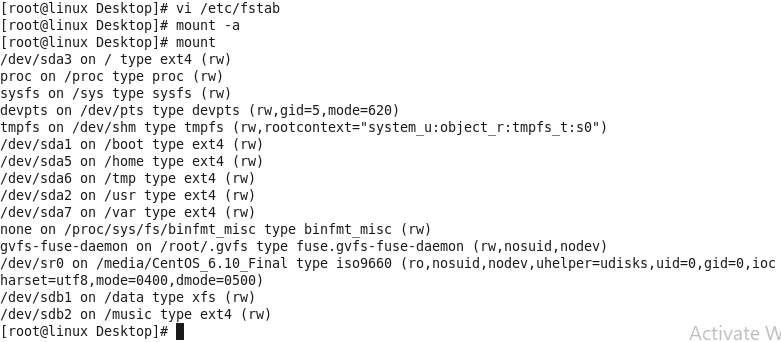 [root@linux Desktop]# vi /etc/fstab
[root@linux Desktop]# mount -a
[root@linux Desktop]# mount
/dev/sda3 on / type ext4 (rw)
proc on /proc type proc (rw)
sysfs on /sys type sysfs (rw)
devpts on /dev/pts type devpts (rw,gid=5,mode=620)
tmpfs on /dev/shm type tmpfs (rw,rootcontext="system_u:object_r:tmpfs_t:s0")
/dev/sda1 on /boot type ext4 (rw)
/dev/sda5 on /home type ext4 (rw)
/dev/sda6 on /tmp type ext4 (rw)
/dev/sda2 on /usr type ext4 (rw)
/dev/sda7 on /var type ext4 (rw)
none on /proc/sys/fs/binfmt_misc type binfmt_misc (rw)
gvfs-fuse-daemon on /root/.gvfs type fuse.gvfs-fuse-daemon (rw,nosuid,nodev)
/dev/sr0 on /media/CentOS_6.10_Final type iso9660 (ro,nosuid,nodev,uhelper=udisks,uid=0,gid=0,ioc
harset=utf8,mode=0400,dmode=0500)
/dev/sdb1 on /data type xfs (rw)
/dev/sdb2 on /music type ext4 (rw)
[root@linux Desktop]#
Activate W